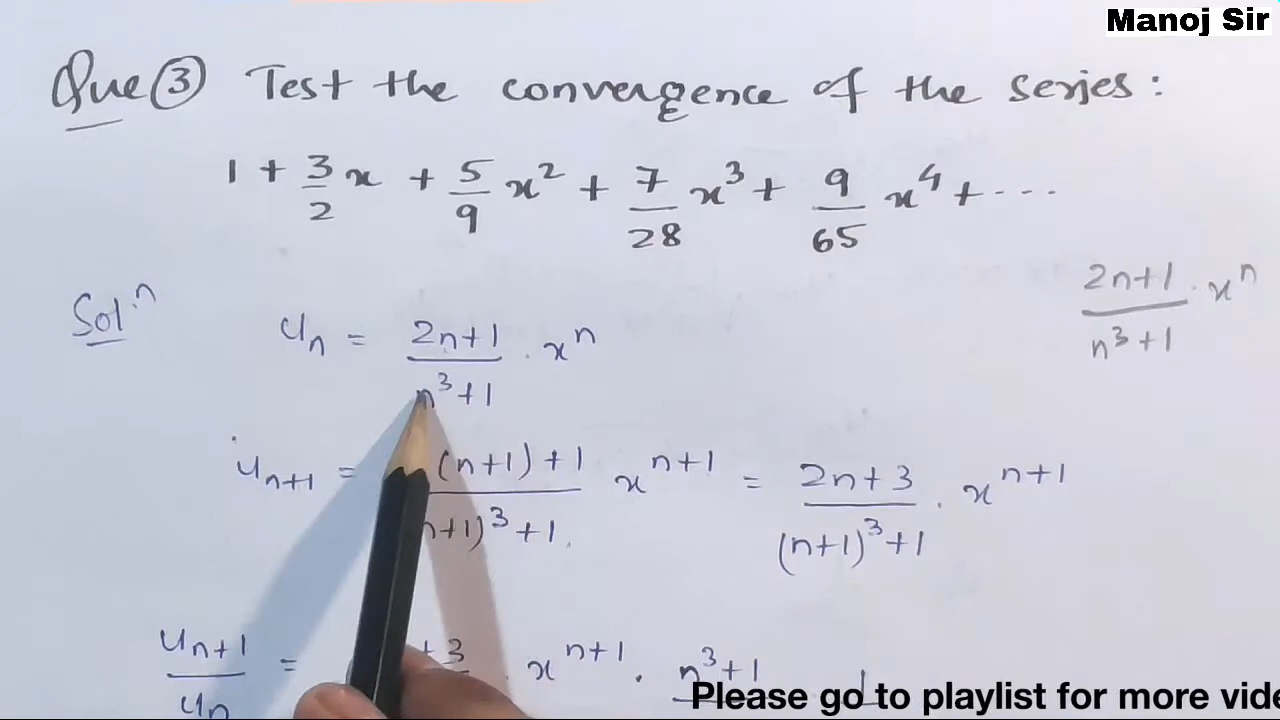 Manoj Sir
Que ③ Test the convergence of the series:
1 + 3/2 x + 5/9 x² + 7/28 x³ + 9/65 x⁴ + ----
2n+1/n³+1 . xⁿ
Solⁿ uₙ = 2n+1/n³+1 . xⁿ
uₙ₊₁ = (n+1)+1/n+1)³+1 . xⁿ⁺¹ = 2n+3/(n+1)³+1 . xⁿ⁺¹
uₙ₊₁/uₙ = +3 . xⁿ⁺¹ . n³+1
Please go to playlist for more vide